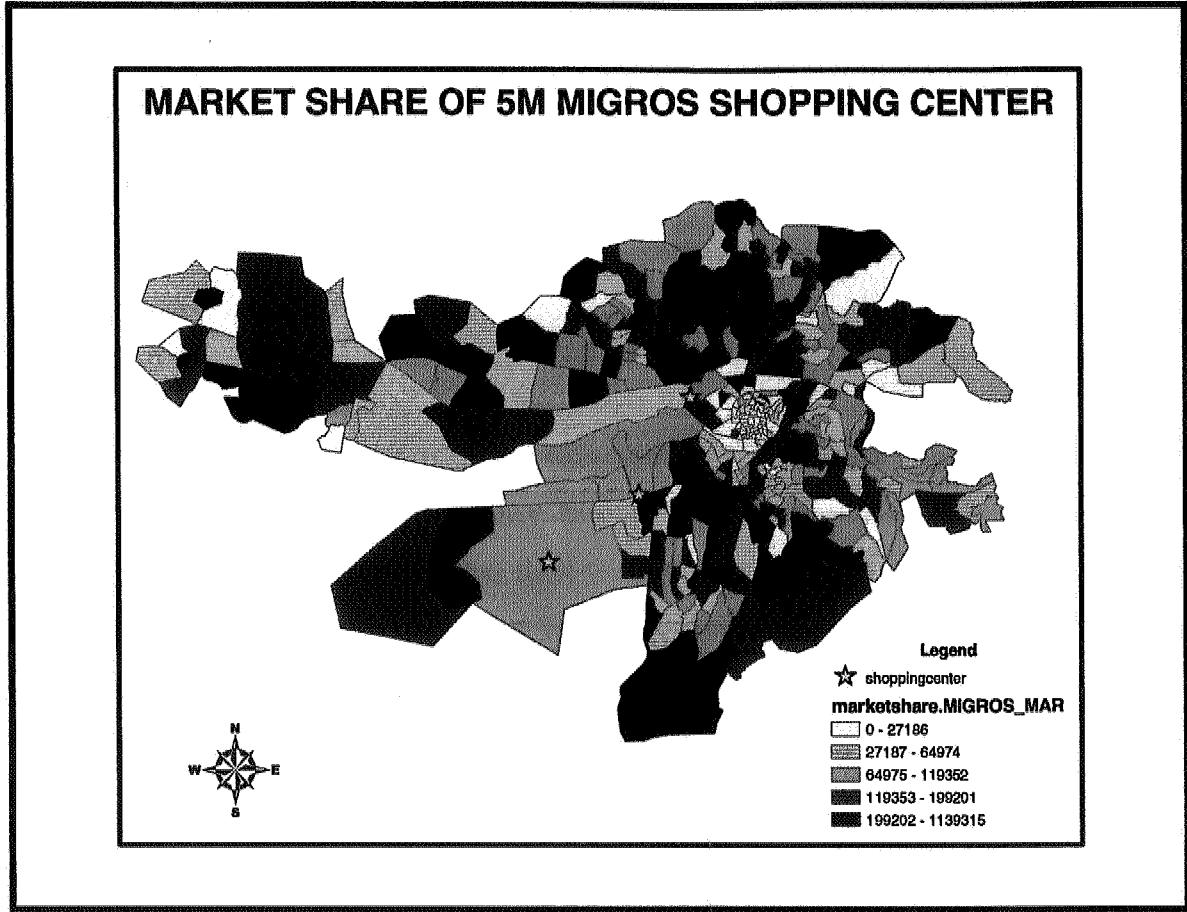 MARKET SHARE OF 5M MIGROS SHOPPING CENTER
Legend
shoppingcenter
marketshare.MIGROS_MAR
0 - 27186
27187 - 64974
64975 - 119352
119353 - 199201
199202 - 1139315
N
W E
S